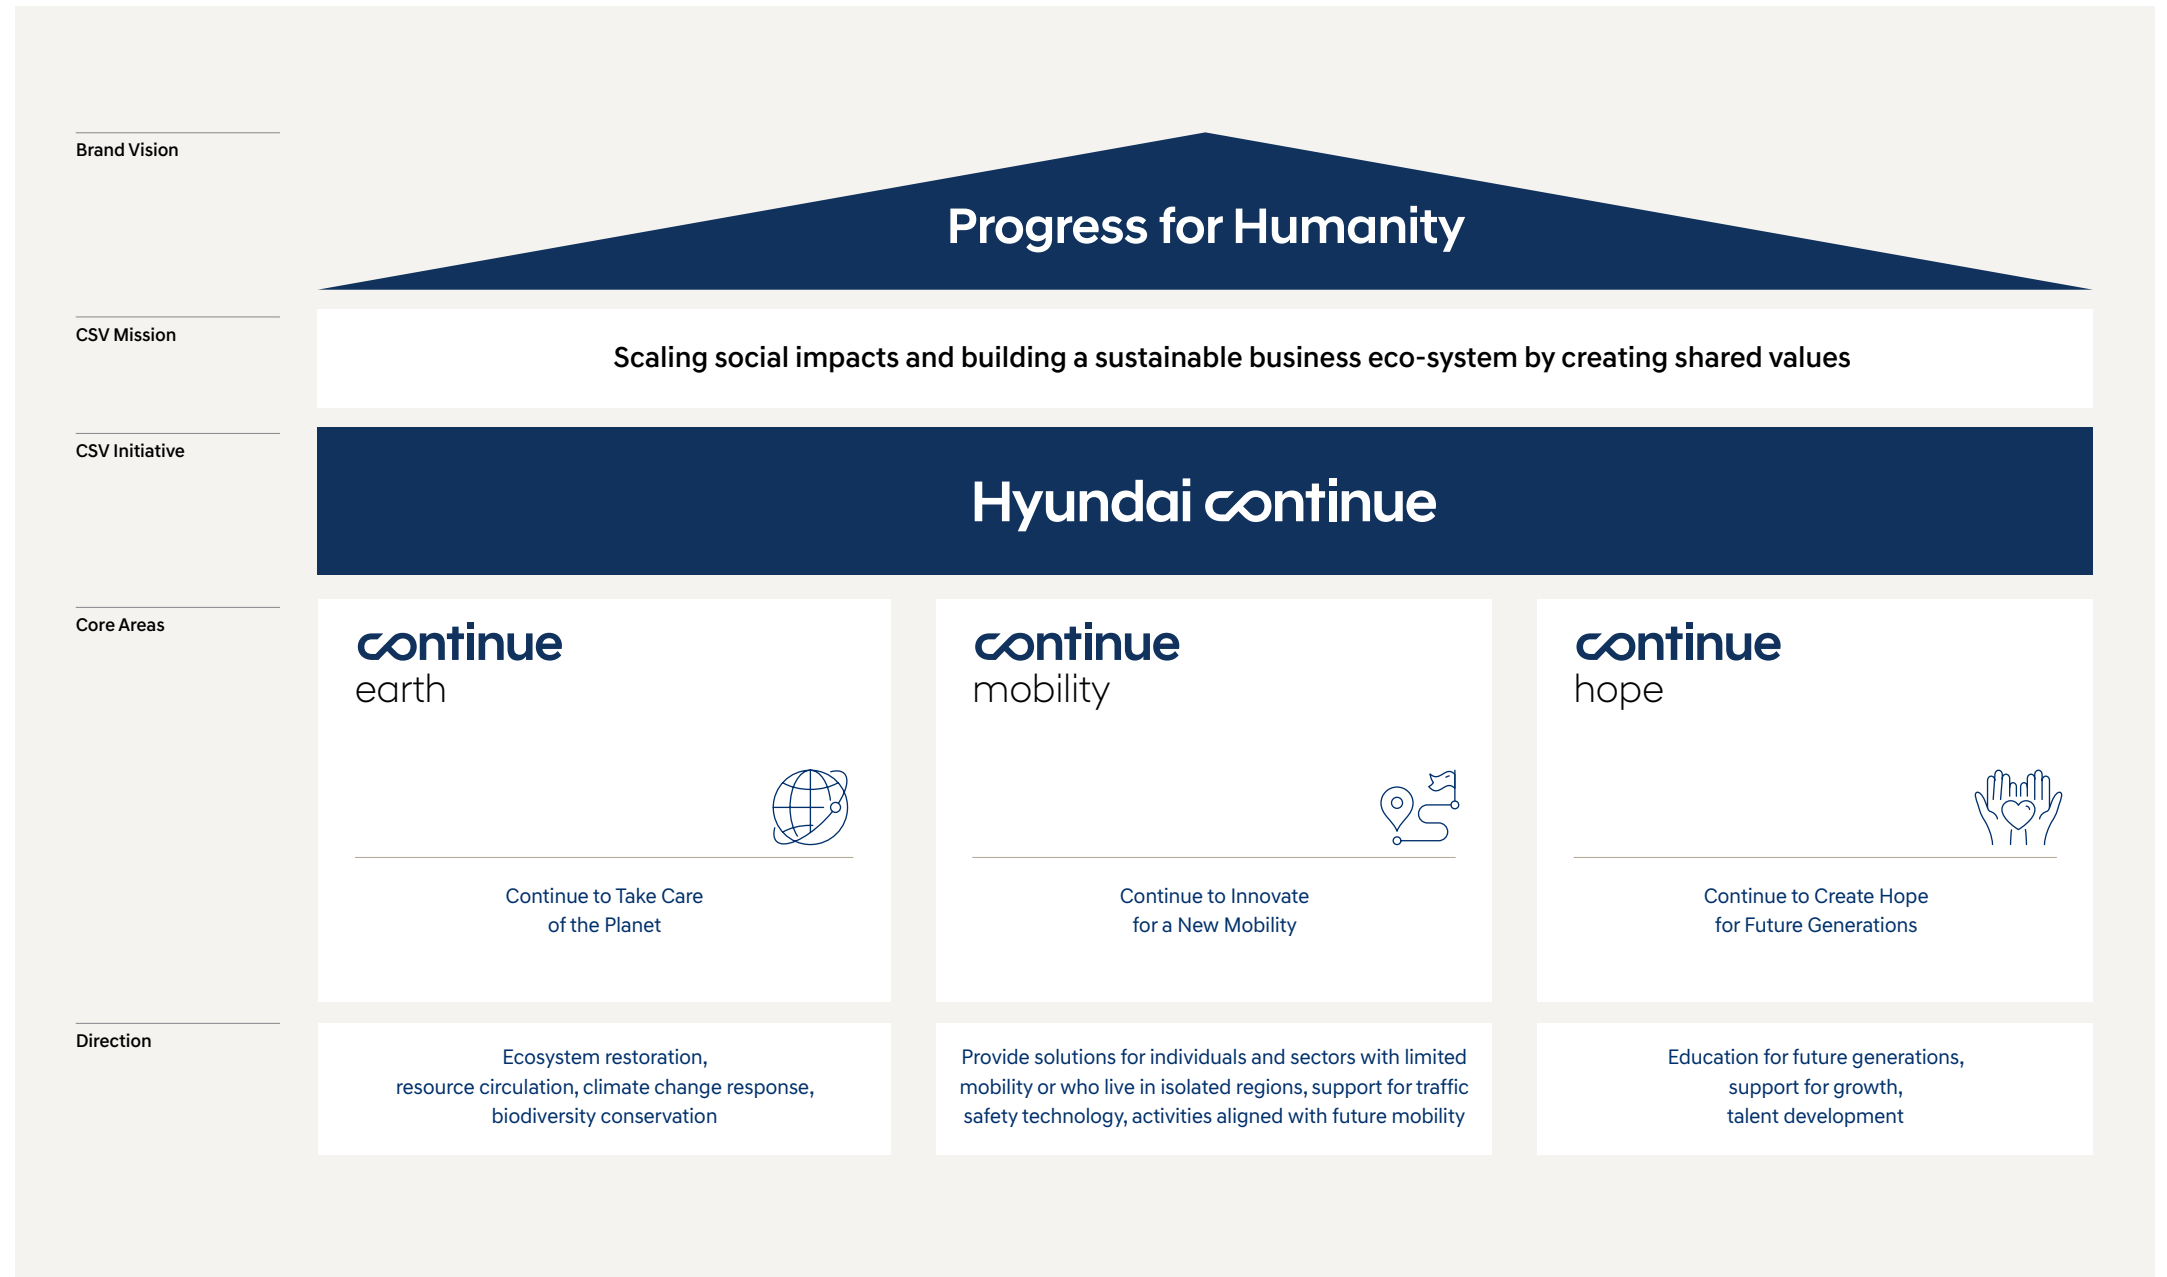 Brand Vision
Progress for Humanity
CSV Mission
Scaling social impacts and building a sustainable business eco-system by creating shared values
CSV Initiative
Hyundai continue
Core Areas
continue
earth
Continue to Take Care
of the Planet
continue
mobility
Continue to Innovate
for a New Mobility
continue
hope
Continue to Create Hope
for Future Generations
Direction
Ecosystem restoration,
resource circulation, climate change response,
biodiversity conservation
Provide solutions for individuals and sectors with limited
mobility or who live in isolated regions, support for traffic
safety technology, activities aligned with future mobility
Education for future generations,
support for growth,
talent development